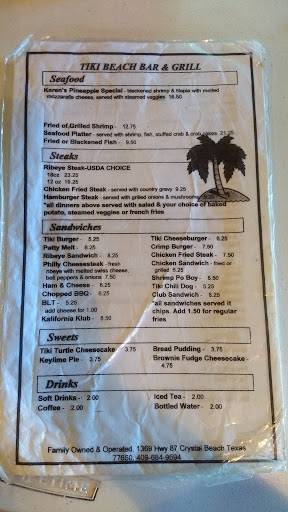 TIKI BEACH BAR & GRILL
Seafood
Karen's Pineapple Special - blackened shrimp & tilapia with melted
mozzarella cheese, served with steamed veggies 16.50
Fried of Grilled Shrimp - 12.75
Seafood Platter - served with shrimp, fish, stuffed crab & crab cakes 21.25
Fried or Blackened Fish - 9.50
Steaks
Ribeye Steak-USDA CHOICE
16oz 23.25
12 oz 19.25
Chicken Fried Steak - served with country gravy 9.25
Hamburger Steak - served with grilled onions & mushrooms 9.25
*all dinners above served with salad & your choice of baked
potato, steamed veggies or french fries
Sandwiches
Tiki Burger - 5.25
Patty Melt - 6.25
Ribeye Sandwich - 8.25
Philly Cheesesteak - fresh
ribeye with melted swiss cheese,
bell peppers & onions 7.50
Ham & Cheese - 6.25
Chopped BBQ - 6.25
BLT - 5.25
add cheese for 1.00
Kalifornia Klub - 8.50
Tiki Cheeseburger - 6.25
Crimp Burger - 7.50
Chicken Fried Steak - 7.50
Chicken Sandwich - fried or
grilled 5.25
Shrimp Po Boy - 6.50
Tiki Chili Dog - 5.25
Club Sandwich - 6.25
*all sandwiches served it
chips. Add 1.50 for regular
fries
Sweets
Tiki Turtle Cheesecake - 3.75
Keylime Pie - 3.75
Bread Pudding - 3.75
Brownie Fudge Cheesecake -
4.75
Drinks
Soft Drinks - 2.00
Coffee - 2.00
Iced Tea - 2.00
Bottled Water - 2.00
Family Owned & Operated, 1369 Hwy 87 Crystal Beach Texas
77650, 409-684-9594